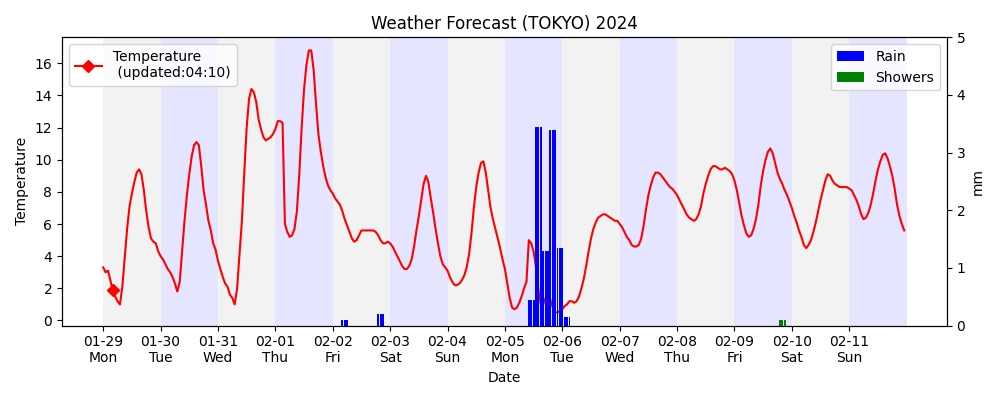 Weather Forecast (TOKYO) 2024
Temperature
(updated:04:10)
Rain
Showers
Temperature
16
14
12
10
8
6
4
2
0
5
4
3
2
1
0
mm
01-29 01-30 01-31 02-01 02-02 02-03 02-04 02-05 02-06 02-07 02-08 02-09 02-10 02-11
Mon Tue Wed Thu Fri Sat Sun Mon Tue Wed Thu Fri Sat Sun
Date